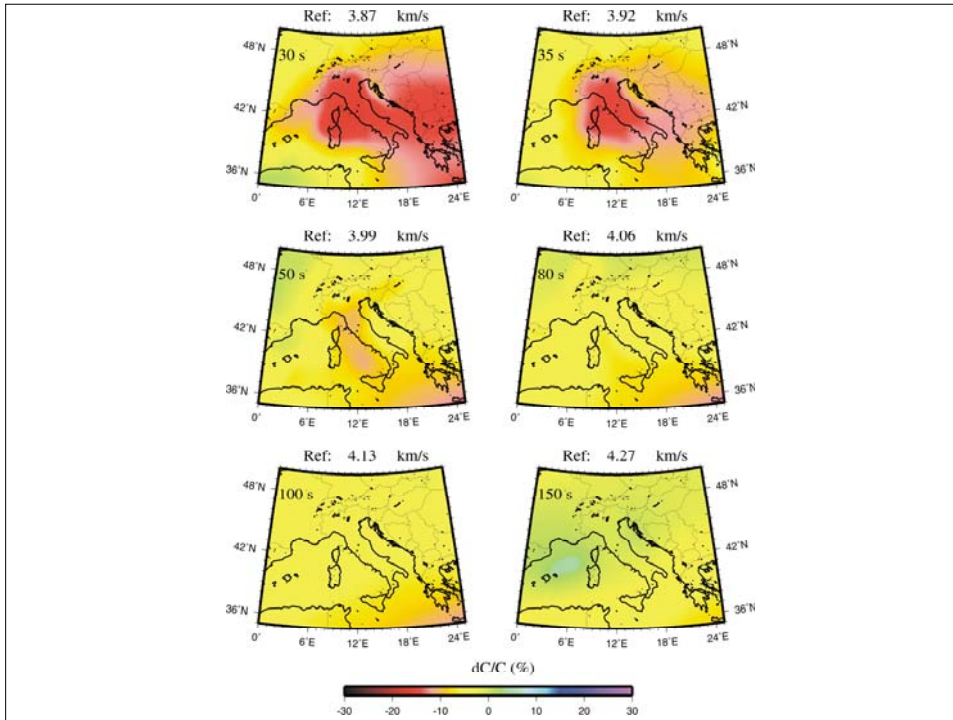 Ref: 3.87 km/s
Ref: 3.92 km/s
30 s
35 s
48˚N
48˚N
42˚N
42˚N
36˚N
36˚N
0˚
6˚E
12˚E
18˚E
24˚E
0˚
6˚E
12˚E
18˚E
24˚E
Ref: 3.99 km/s
Ref: 4.06 km/s
50 s
80 s
48˚N
48˚N
42˚N
42˚N
36˚N
36˚N
0˚
6˚E
12˚E
18˚E
24˚E
0˚
6˚E
12˚E
18˚E
24˚E
Ref: 4.13 km/s
Ref: 4.27 km/s
100 s
150 s
48˚N
48˚N
42˚N
42˚N
36˚N
36˚N
0˚
6˚E
12˚E
18˚E
24˚E
0˚
6˚E
12˚E
18˚E
24˚E
dC/C (%)
-30 -20 -10 0 10 20 30